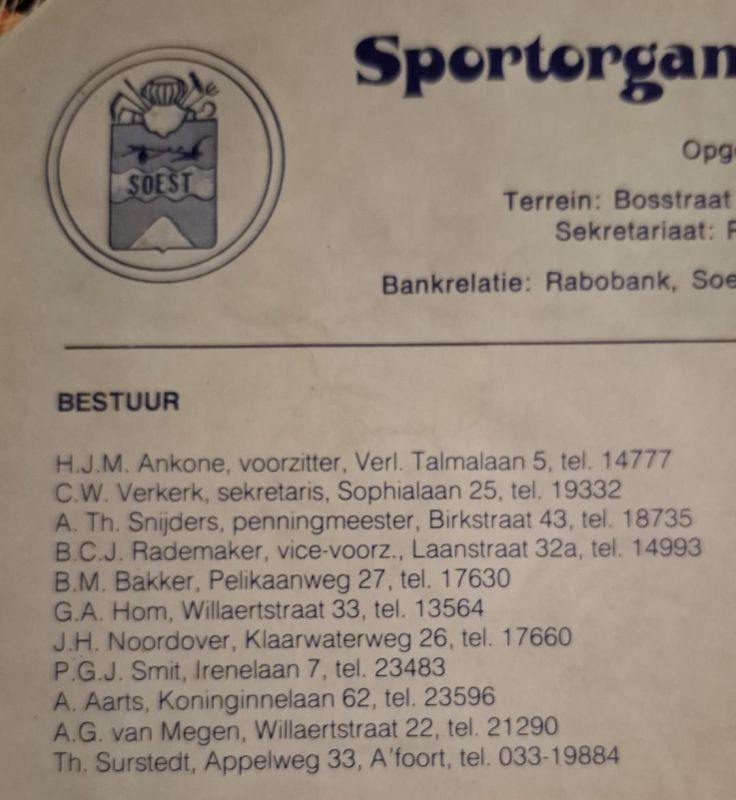 Sportorgan
SOEST
Opg
Terrein: Bosstraat
Sekretariaat:
Bankrelatie: Rabobank, Soe
BESTUUR
H.J.M. Ankone, voorzitter, Verl. Talmalaan 5, tel. 14777
C.W. Verkerk, sekretaris, Sophialaan 25, tel. 19332
A. Th. Snijders, penningmeester, Birkstraat 43, tel. 18735
B.C.J. Rademaker, vice-voorz., Laanstraat 32a, tel. 14993
B.M. Bakker, Pelikaanweg 27, tel. 17630
G.A. Hom, Willaertstraat 33, tel. 13564
J.H. Noordover, Klaarwaterweg 26, tel. 17660
P.G.J. Smit, Irenelaan 7, tel. 23483
A. Aarts, Koninginnelaan 62, tel. 23596
A.G. van Megen, Willaertstraat 22, tel. 21290
Th. Surstedt, Appelweg 33, A'foort, tel. 033-19884